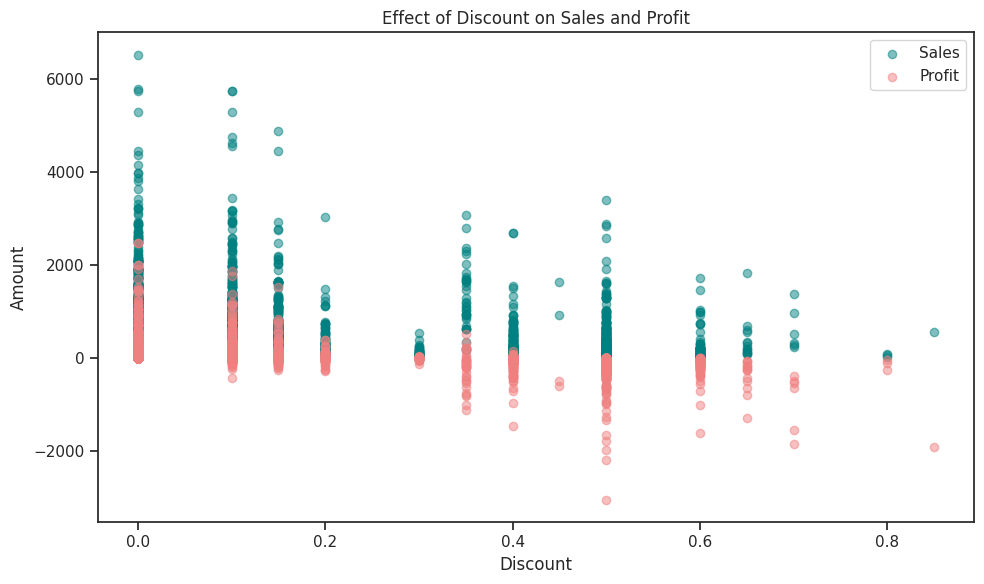 Effect of Discount on Sales and Profit
Sales
Profit
6000
4000
2000
0
−2000
Amount
0.0
0.2
0.4
0.6
0.8
Discount